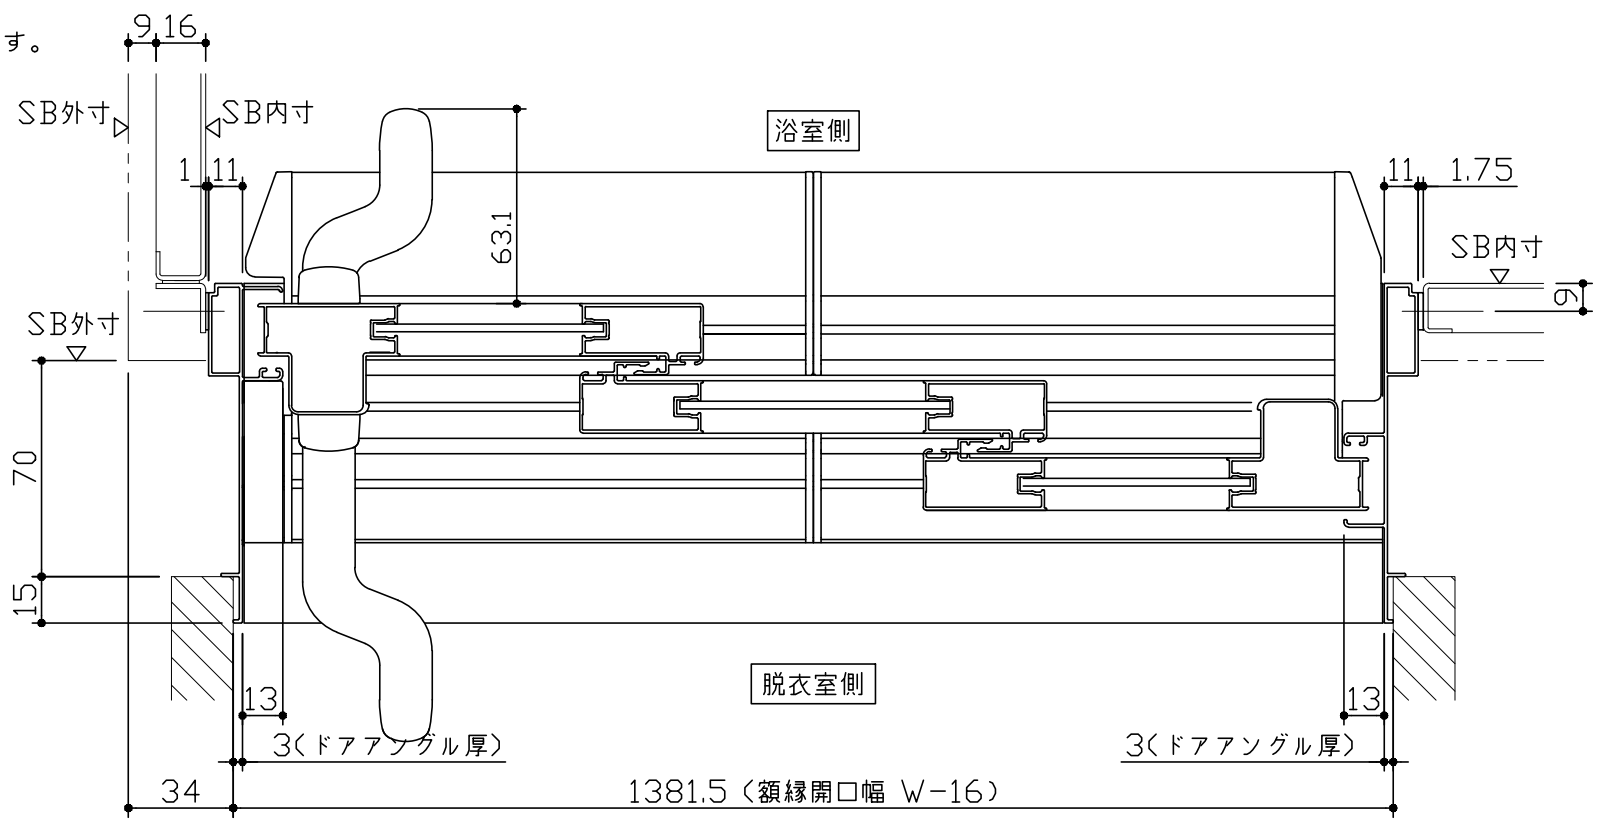 す。
9 16
SB外寸 SB内寸
浴室側
1 11
11 1.75
63.1
SB内寸
9
SB外寸
70
15
脱衣室側
13
13
3(ドアアングル厚)
3(ドアアングル厚)
34
1381.5 (額縁開口幅 W-16)